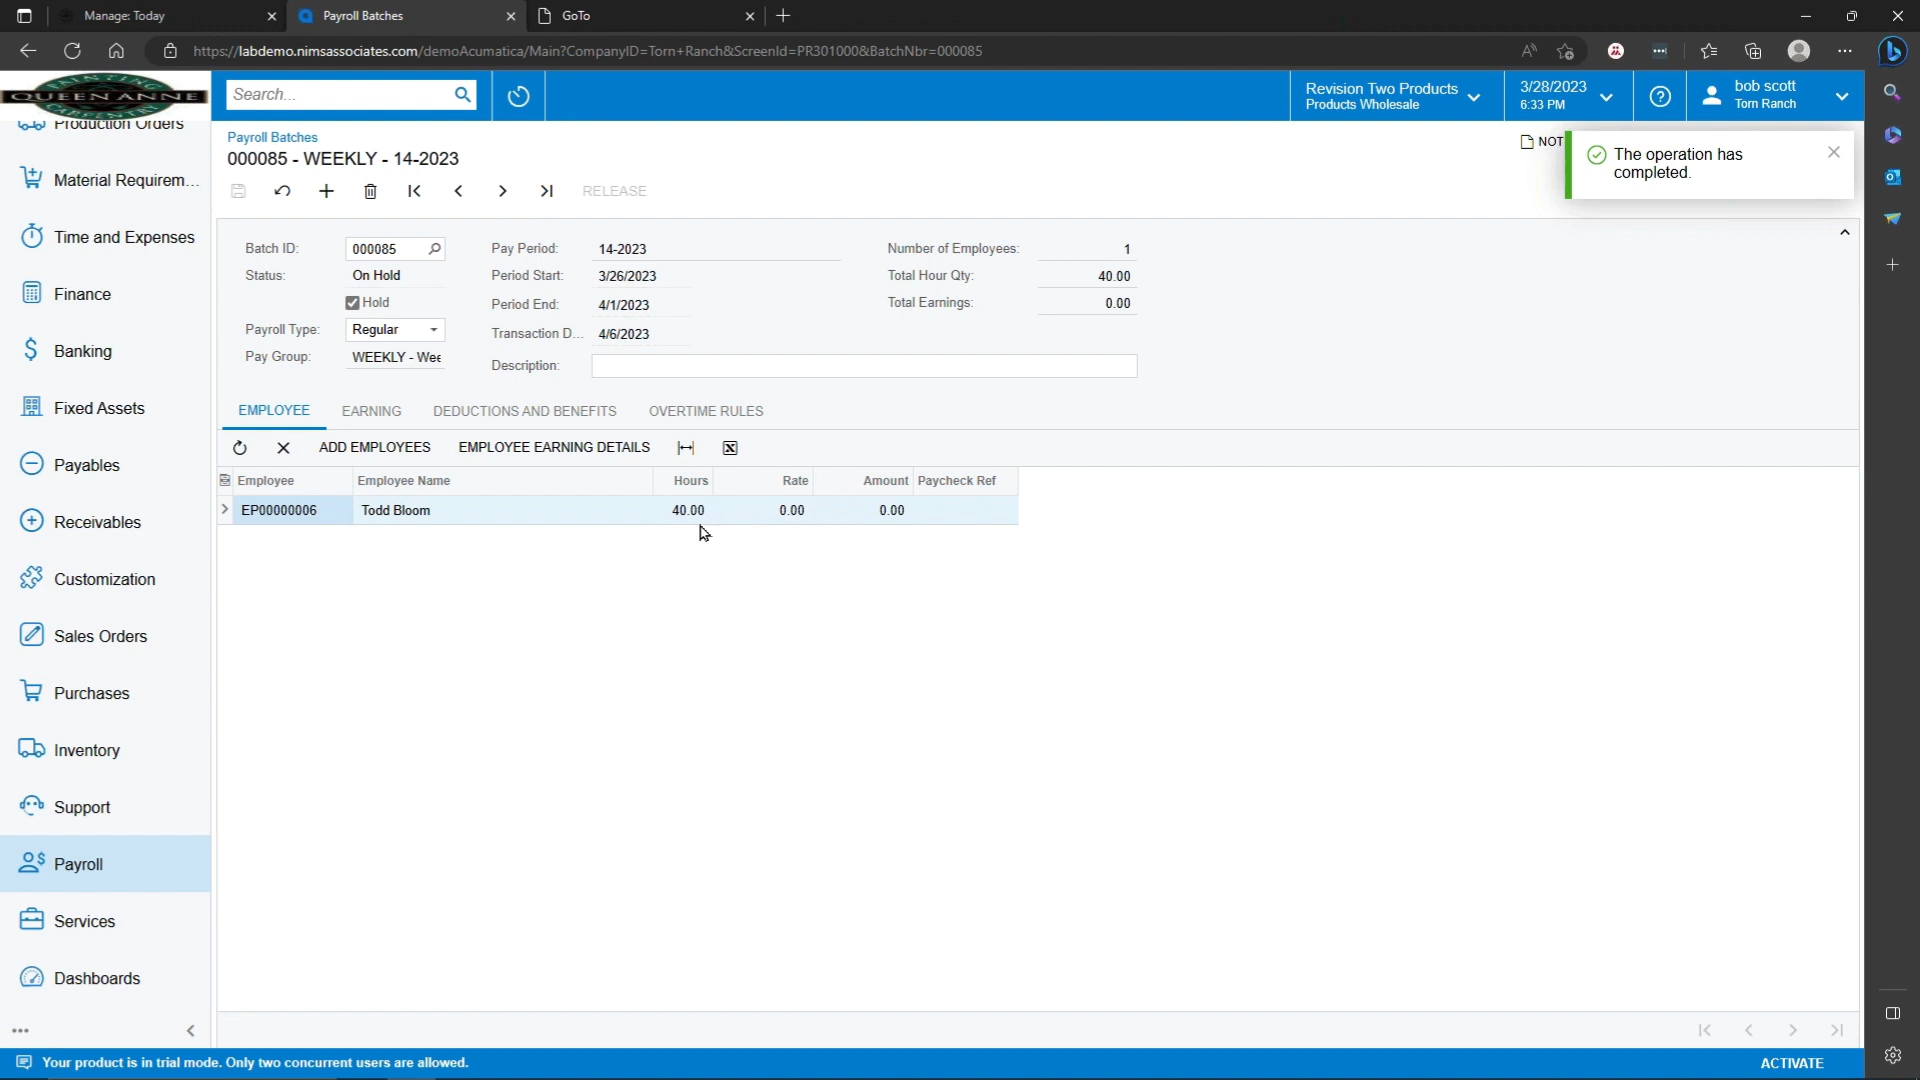 Manage: Today
Payroll Batches
GoTo
https://labdemo.nimsassociates.com/demoAcumatica/Main?CompanyID=Torn+Ranch&ScreenId=PR301000&BatchNbr=000085
PAINTING
QUEEN ANNE
CARPENTRY
Search...
Revision Two Products
Products Wholesale
3/28/2023
6:33 PM
bob scott
Torn Ranch
Production Orders
Material Requirem...
Time and Expenses
Finance
Banking
Fixed Assets
Payables
Receivables
Customization
Sales Orders
Purchases
Inventory
Support
Payroll
Services
Dashboards
Payroll Batches
000085 - WEEKLY - 14-2023
NOT
The operation has
completed.
RELEASE
Batch ID: 000085
Status: On Hold
Hold
Payroll Type: Regular
Pay Group: WEEKLY - Wee
Pay Period: 14-2023
Period Start: 3/26/2023
Period End: 4/1/2023
Transaction D... 4/6/2023
Description:
Number of Employees: 1
Total Hour Qty: 40.00
Total Earnings: 0.00
EMPLOYEE EARNING DEDUCTIONS AND BENEFITS OVERTIME RULES
ADD EMPLOYEES EMPLOYEE EARNING DETAILS
Employee Employee Name Hours Rate Amount Paycheck Ref
EP00000006 Todd Bloom 40.00 0.00 0.00
Your product is in trial mode. Only two concurrent users are allowed.
ACTIVATE